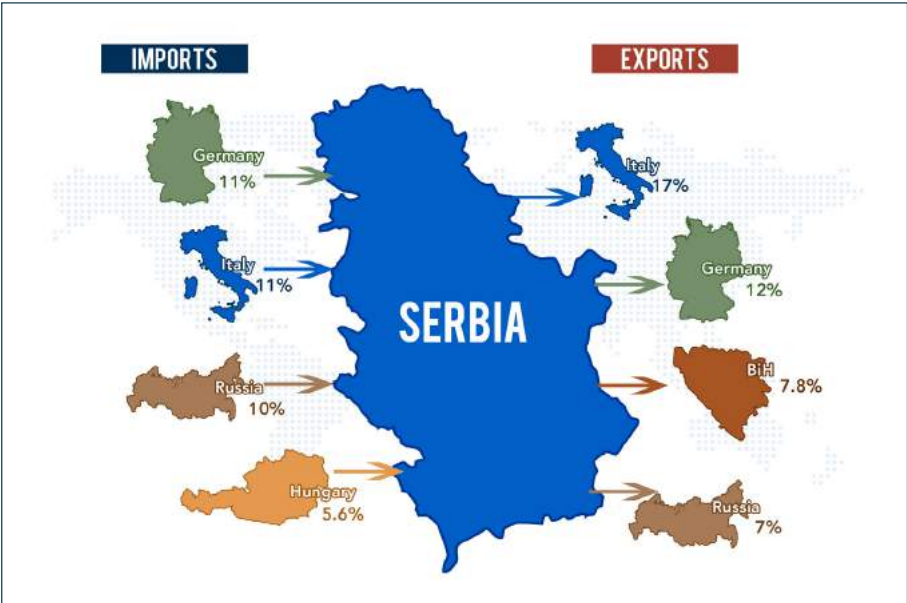 IMPORTS
EXPORTS
Germany
11%
Italy
11%
Russia
10%
Hungary
5.6%
SERBIA
Italy
17%
Germany
12%
BiH
7.8%
Russia
7%